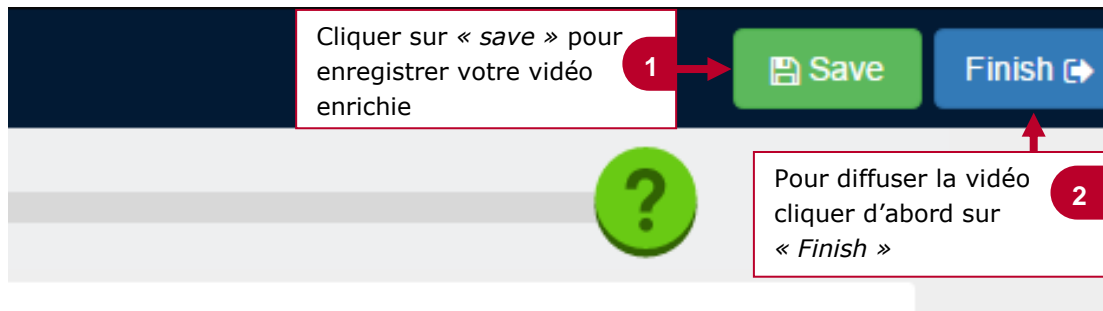 Cliquer sur « save » pour
enregistrer votre vidéo
enrichie
1
Save
Finish
?
Pour diffuser la vidéo
cliquer d’abord sur
« Finish »
2